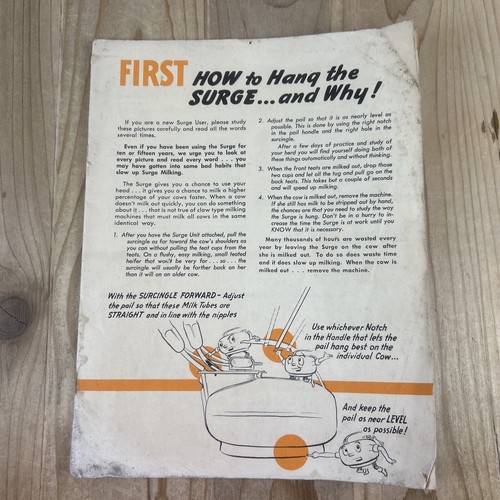 FIRST HOW to Hang the
SURGE...and Why!
If you are a new Surge User, please study
these pictures carefully and read all the words
several times.
Even if you have been using the Surge for
ten or fifteen years, we urge you to look at
every picture and read every word . . . you
may have gotten into some bad habits that
slow up Surge Milking.
The Surge gives you a chance to use your
head . . . it gives you a chance to milk a higher
percentage of your cows faster. When a cow
doesn't milk out quickly, you can do something
about it . . . that is not true of claw type milking
machines that must milk all cows in the same
identical way.
1. After you have the Surge Unit attached, pull the
surcingle as far toward the cow's shoulders as
you can without pulling the teat cups from the
teats. On a flushy, easy milking, small teated
heifer that won't be very far . . . so . . . the
surcingle will usually be farther back on her
than it will on an older cow.
2. Adjust the pail so that it is as nearly level as
possible. This is done by using the right notch
in the pail handle and the right hole in the
surcingle.
After a few days of practice and study of
your herd you will find yourself doing both of
these things automatically and without thinking.
3. When the front teats are milked out, drop those
two cups and let all the tug and pull go on the
back teats. This takes but a couple of seconds
and will speed up milking.
4. When the cow is milked out, remove the machine.
If she still has milk to be stripped out by hand,
the chances are that you need to study the way
the Surge is hung. Don't be in a hurry to in-
crease the time the Surge is at work until you
KNOW that it is necessary.
Many thousands of hours are wasted every
year by leaving the Surge on the cow after
she is milked out. To do so does waste time
and it does slow up milking. When the cow is
milked out . . . remove the machine.
With the SURCINGLE FORWARD - Adjust
the pail so that these Milk Tubes are
STRAIGHT and in line with the nipples
Use whichever Notch
in the Handle that lets the
pail hang best on the
individual Cow...
And keep the
pail as near LEVEL
as possible!